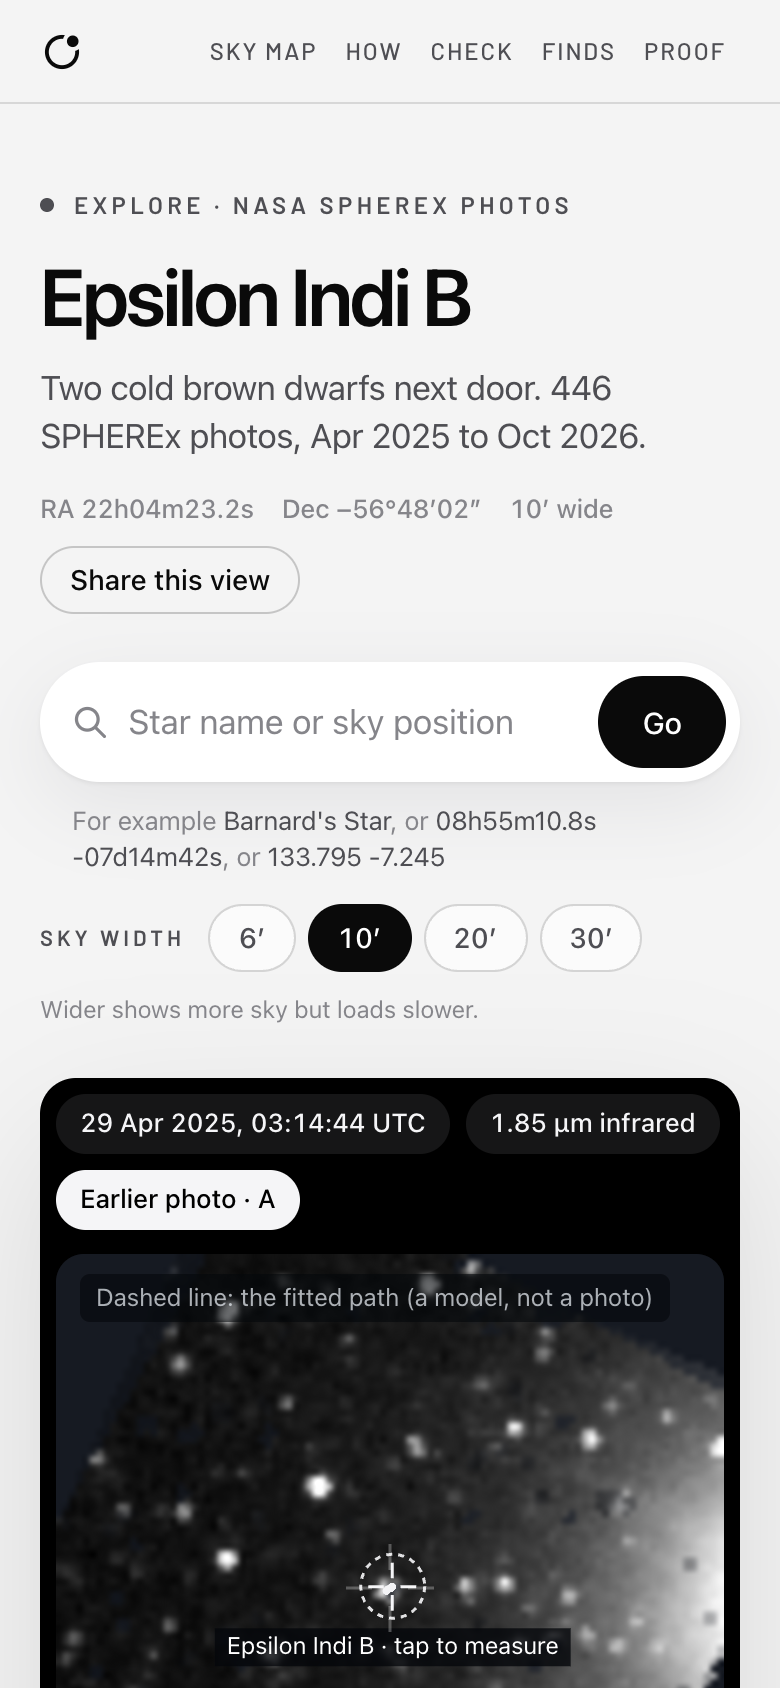 SKY MAP HOW CHECK FINDS PROOF
EXPLORE · NASA SPHEREX PHOTOS
Epsilon Indi B
Two cold brown dwarfs next door. 446
SPHEREx photos, Apr 2025 to Oct 2026.
RA 22h04m23.2s Dec −56°48′02″ 10′ wide
Share this view
Star name or sky position
Go
For example Barnard's Star, or 08h55m10.8s
-07d14m42s, or 133.795 -7.245
SKY WIDTH 6′ 10′ 20′ 30′
Wider shows more sky but loads slower.
29 Apr 2025, 03:14:44 UTC 1.85 µm infrared
Earlier photo · A
Dashed line: the fitted path (a model, not a photo)
Epsilon Indi B · tap to measure